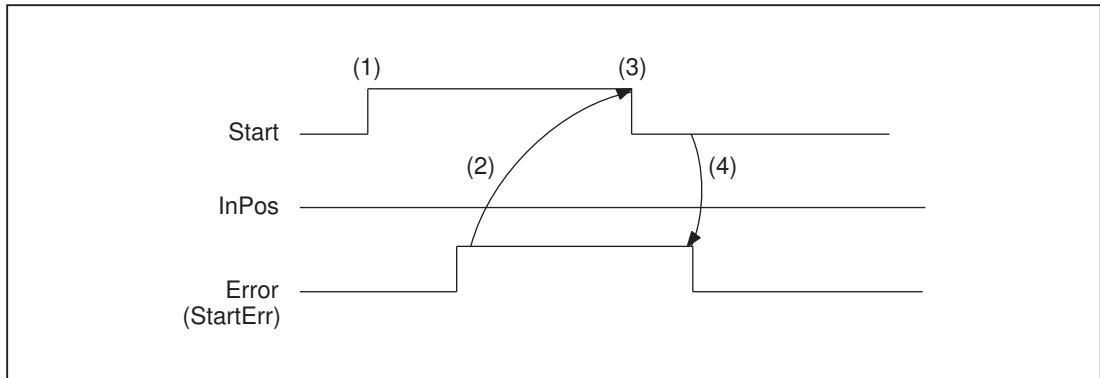 (1)
(3)
Start
(2)
(4)
InPos
Error
(StartErr)